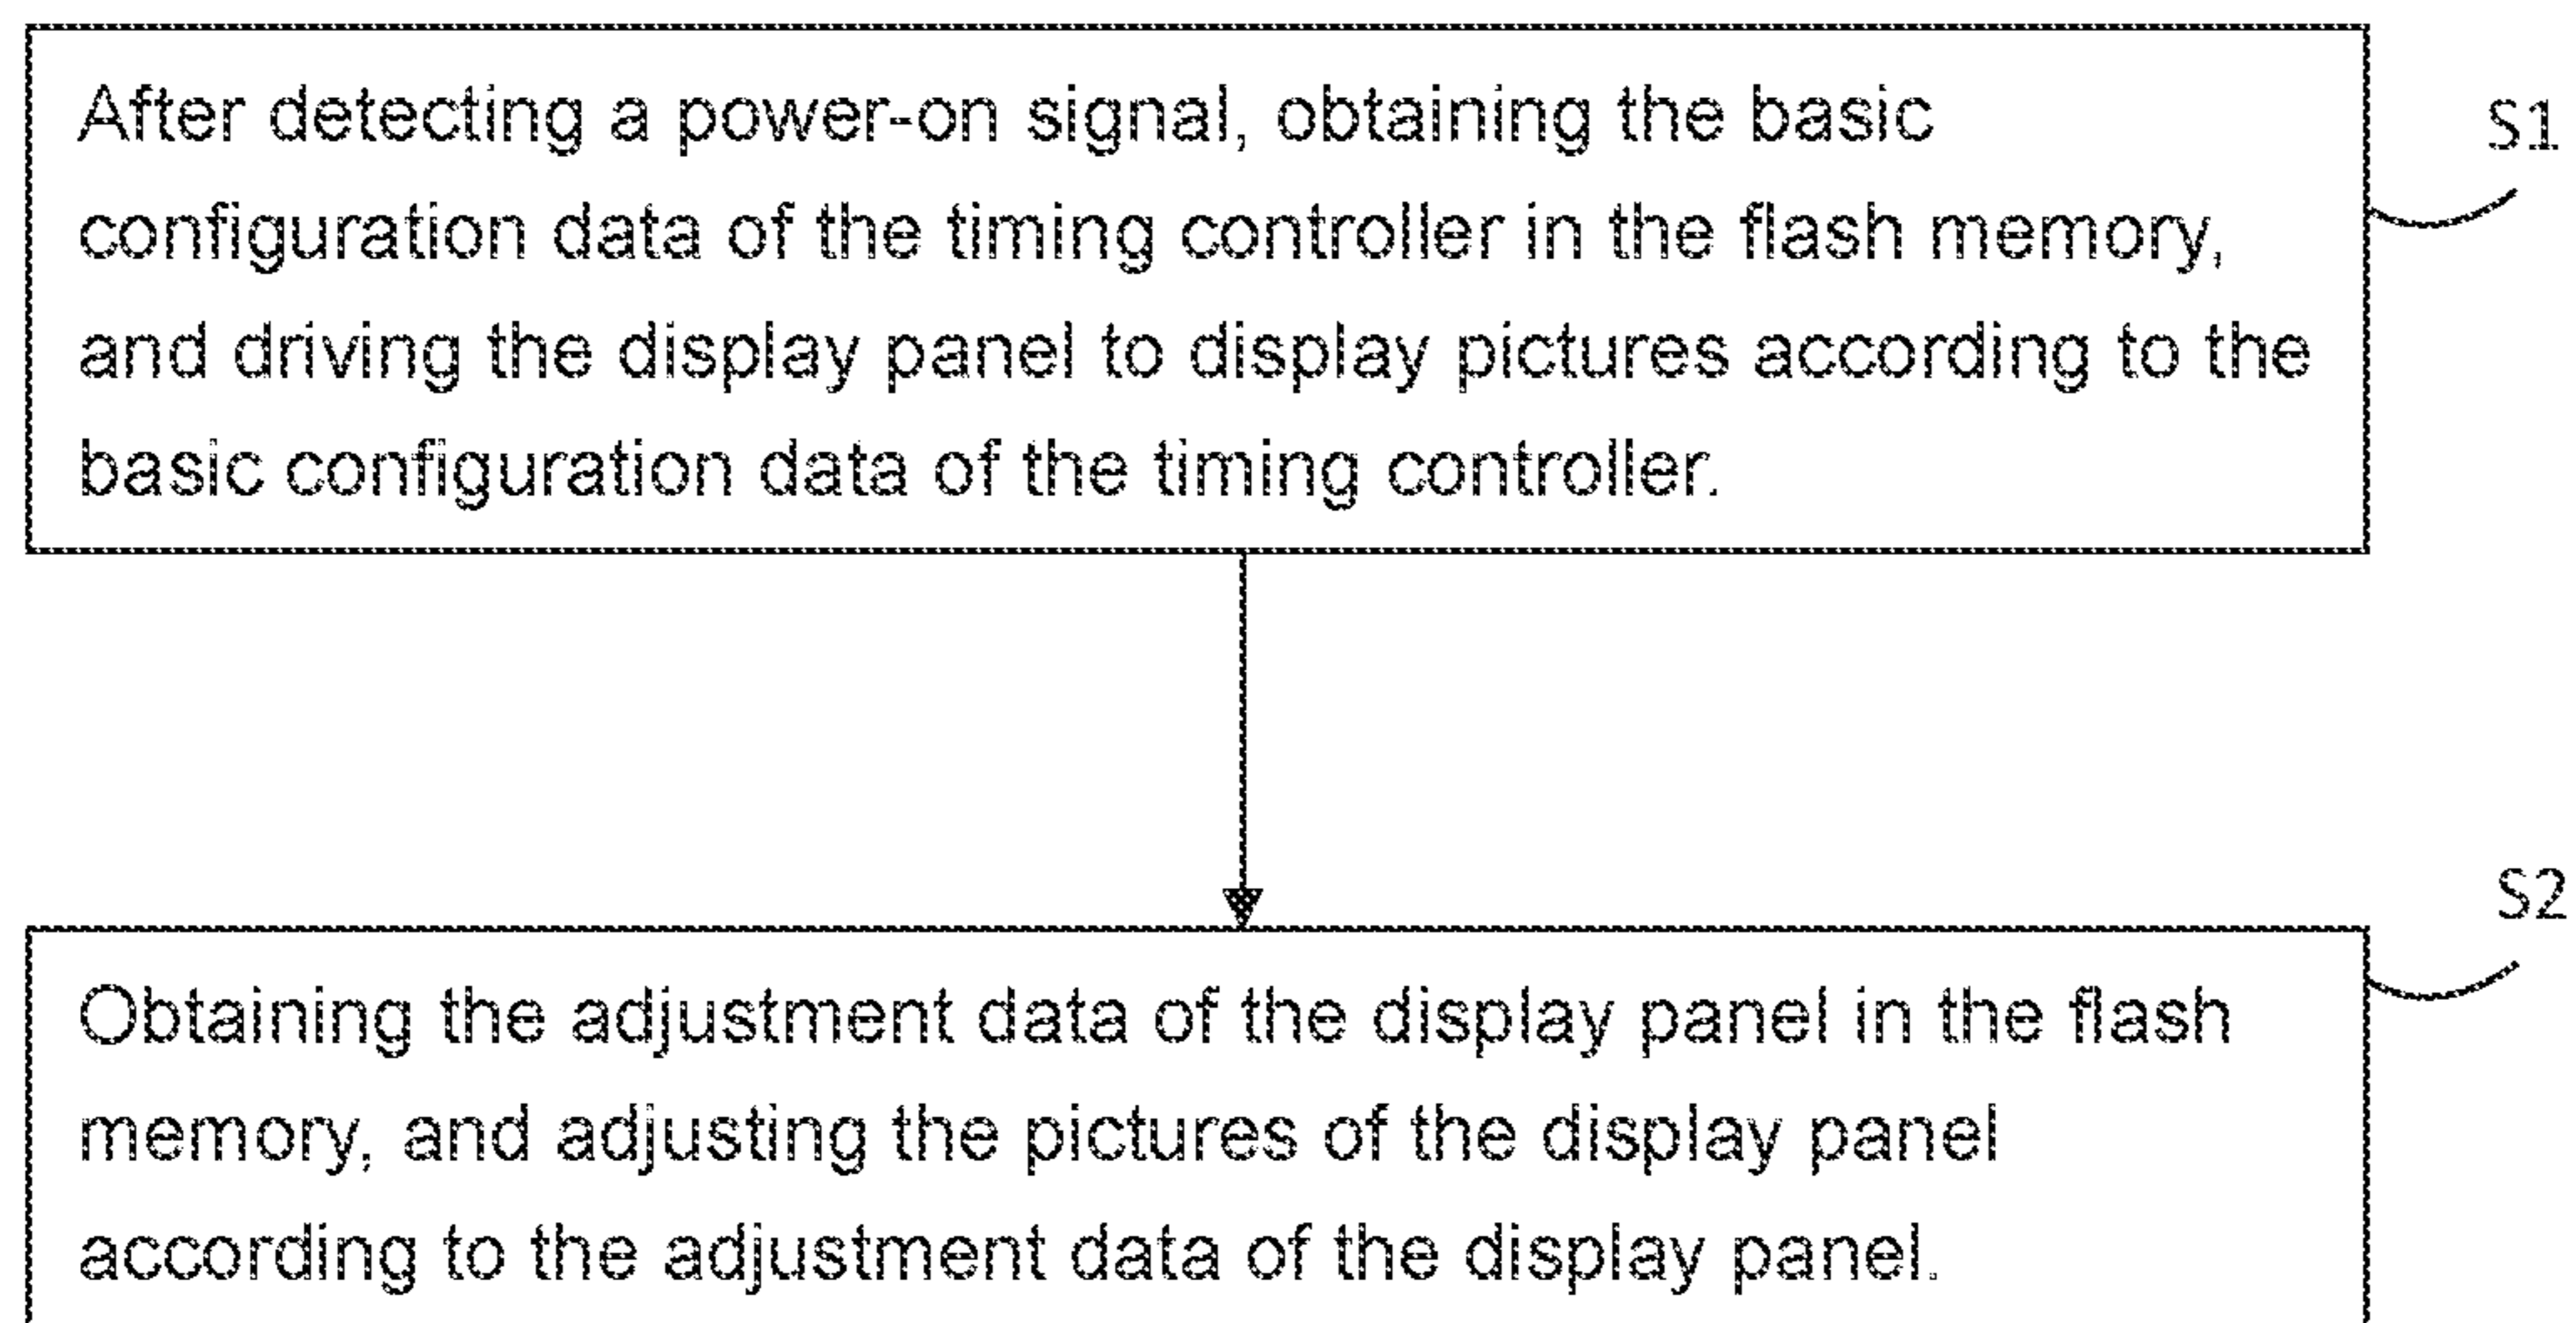 After detecting a power-on signal, obtaining the basic
S1
configuration data of the timing controller in the flash memory,
and driving the display panel to display pictures according to the
basic configuration data of the timing controller.
S2
Obtaining the adjustment data of the display panel in the flash
memory, and adjusting the pictures of the display panel
according to the adjustment data of the display panel.